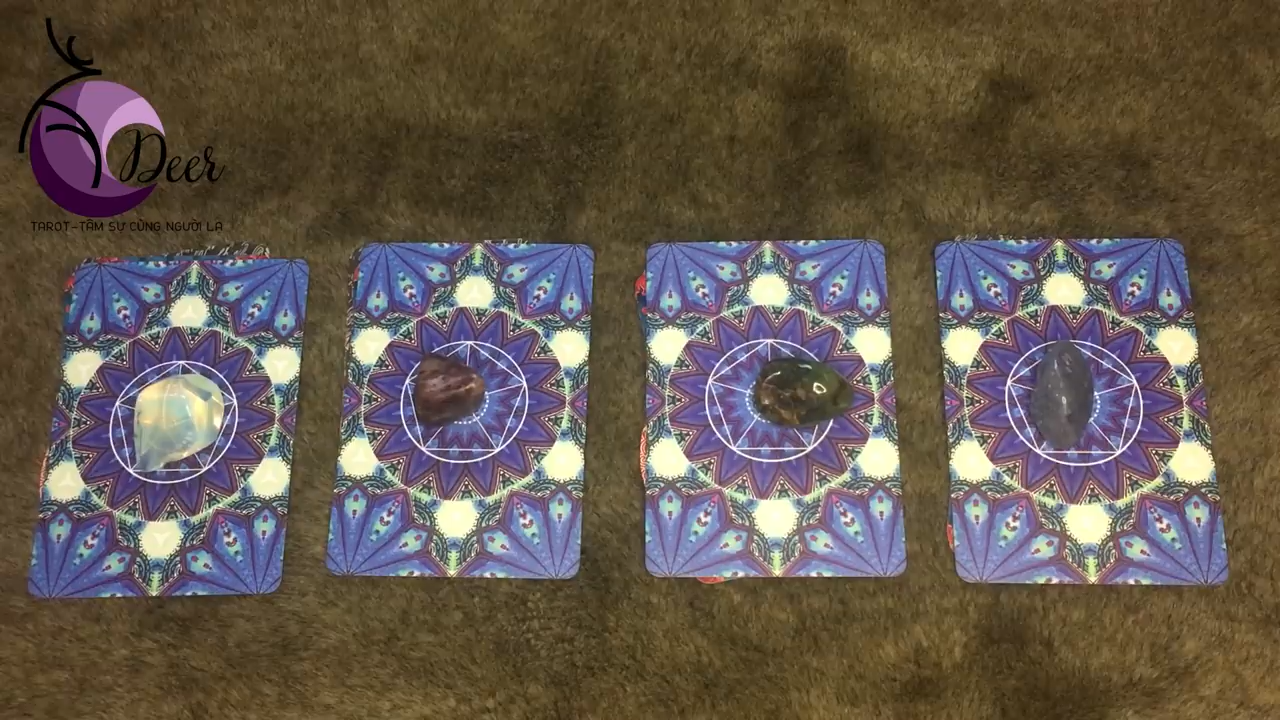 Deer
TAROT-TÂM SỰ CÙNG NGƯỜI LẠ